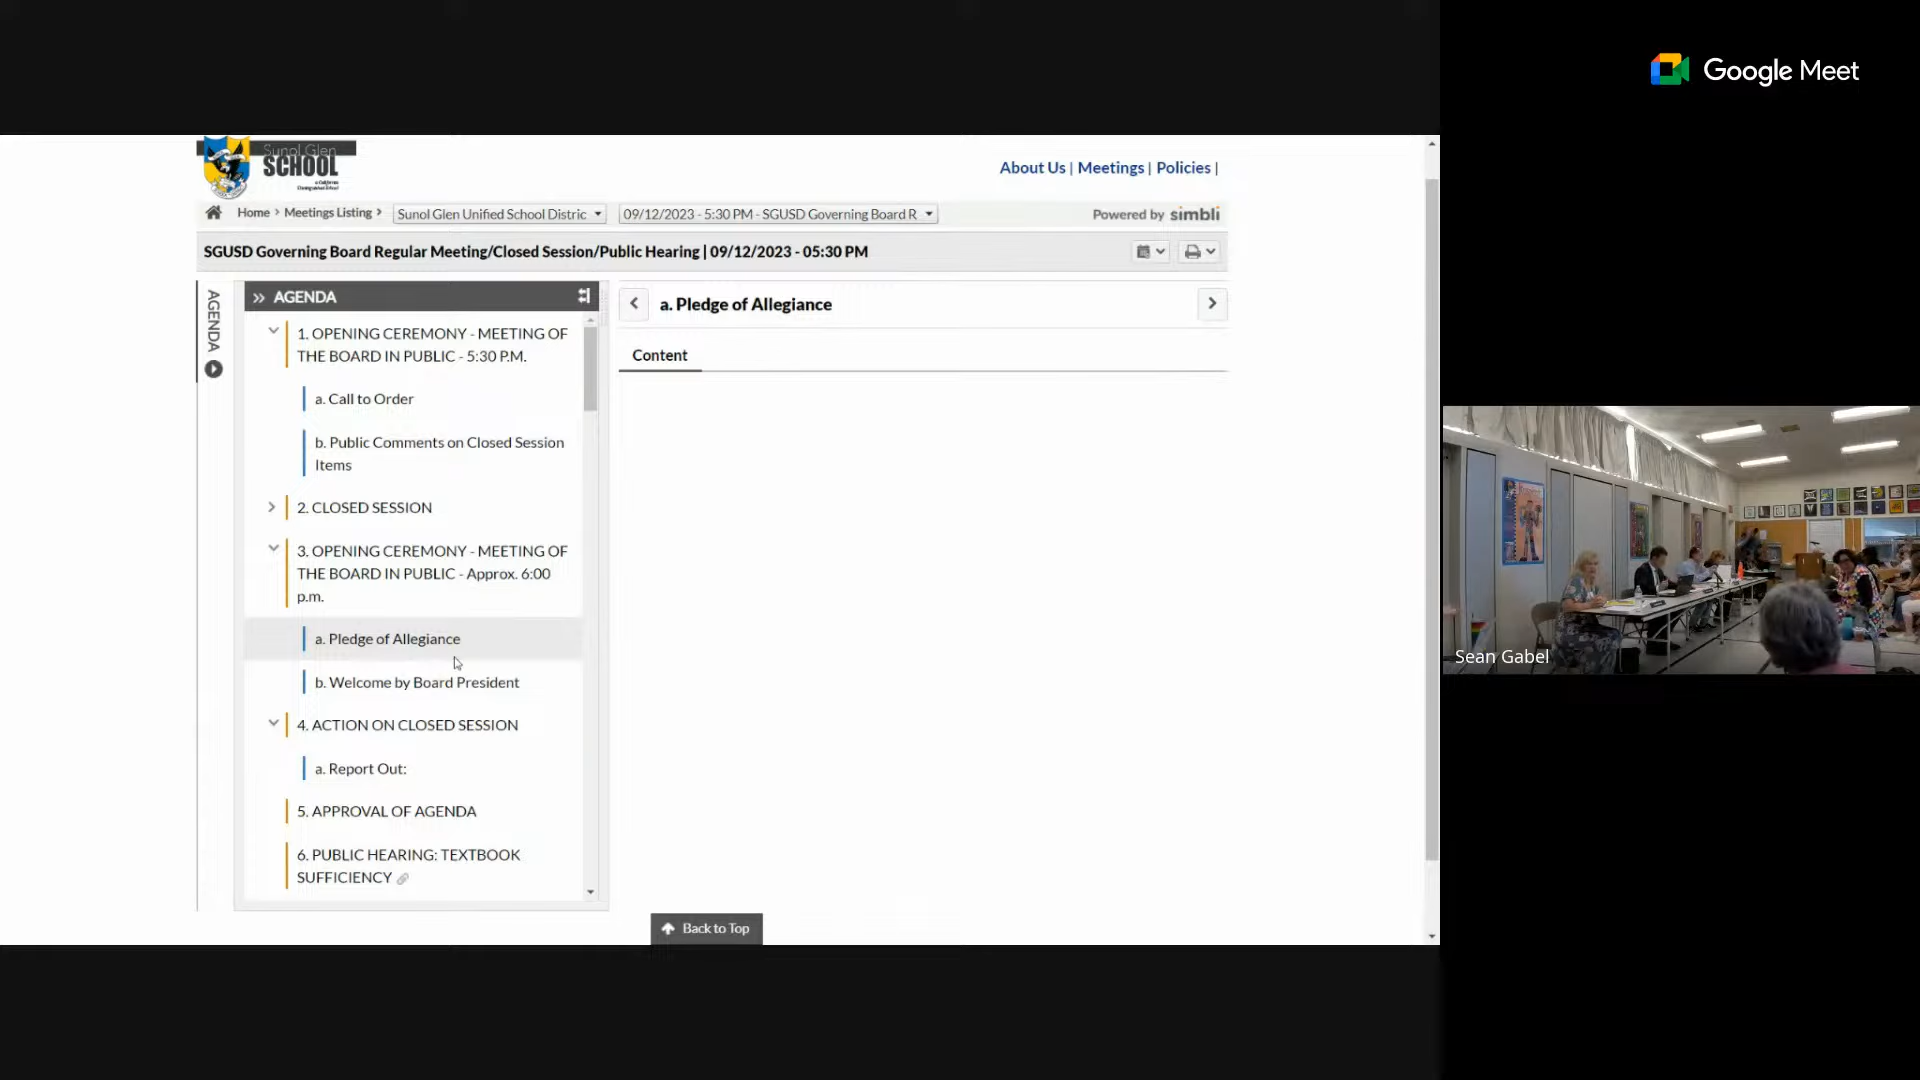 Google Meet
Sunol Glen
SCHOOL
About Us | Meetings | Policies |
Home > Meetings Listing >
Sunol Glen Unified School Distric
09/12/2023 - 5:30 PM - SGUSD Governing Board R
Powered by simbli
SGUSD Governing Board Regular Meeting/Closed Session/Public Hearing | 09/12/2023 - 05:30 PM
AGENDA
AGENDA
1. OPENING CEREMONY - MEETING OF
THE BOARD IN PUBLIC - 5:30 P.M.
a. Call to Order
b. Public Comments on Closed Session
Items
2. CLOSED SESSION
3. OPENING CEREMONY - MEETING OF
THE BOARD IN PUBLIC - Approx. 6:00
p.m.
a. Pledge of Allegiance
b. Welcome by Board President
4. ACTION ON CLOSED SESSION
a. Report Out:
5. APPROVAL OF AGENDA
6. PUBLIC HEARING: TEXTBOOK
SUFFICIENCY
a. Pledge of Allegiance
Content
Back to Top
Sean Gabel